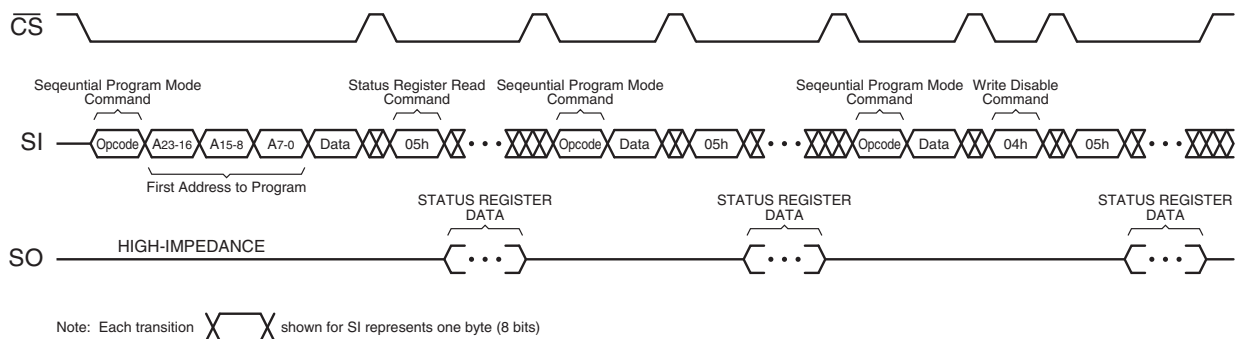 CS
Seqeuntial Program Mode
Command
Status Register Read
Command
Seqeuntial Program Mode
Command
Seqeuntial Program Mode
Command
Write Disable
Command
SI
Opcode
A23-16
A15-8
A7-0
Data
05h
• • •
Opcode
Data
05h
• • •
Opcode
Data
04h
05h
• • •
First Address to Program
STATUS REGISTER
DATA
STATUS REGISTER
DATA
STATUS REGISTER
DATA
SO
HIGH-IMPEDANCE
• • •
• • •
• • •
Note: Each transition shown for SI represents one byte (8 bits)